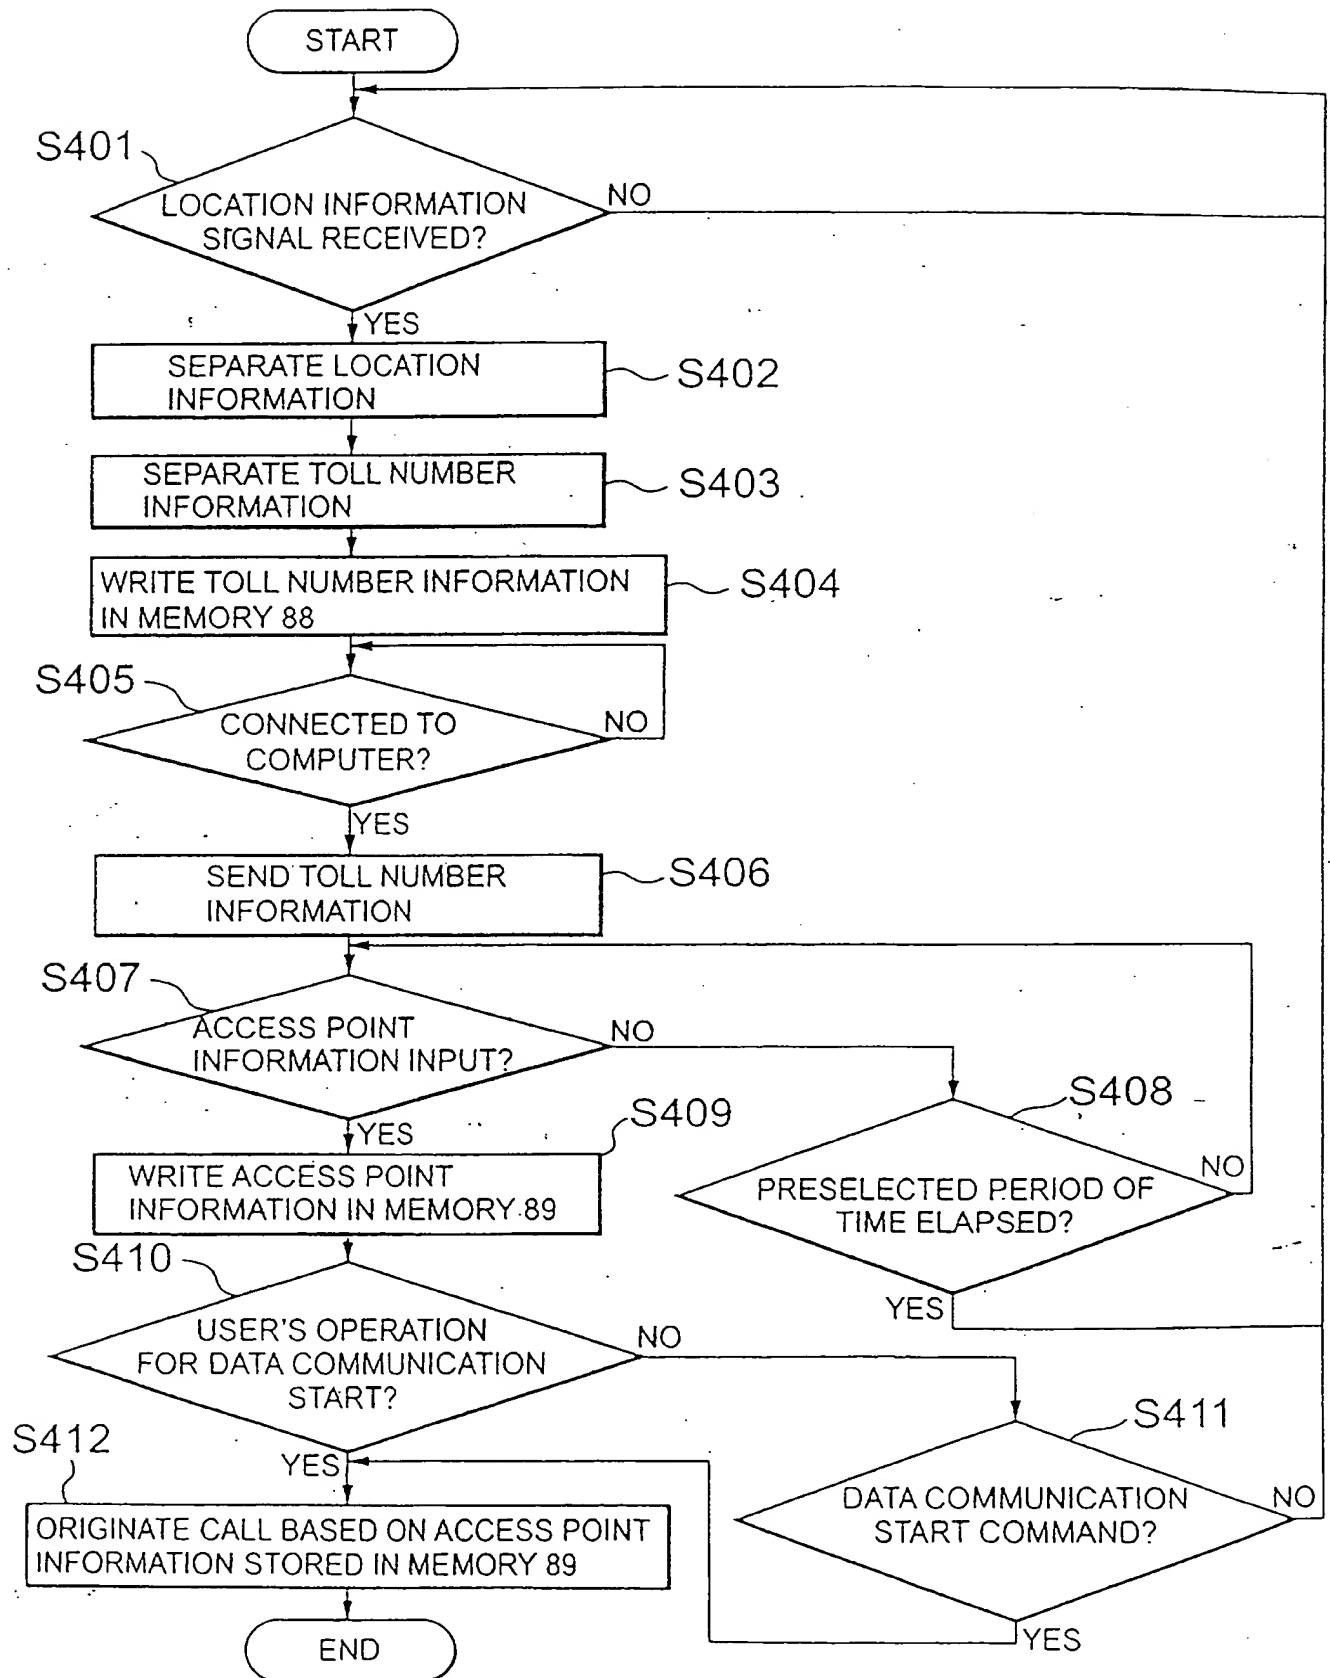 START
S401
LOCATION INFORMATION
SIGNAL RECEIVED?
NO
YES
SEPARATE LOCATION
INFORMATION
S402
SEPARATE TOLL NUMBER
INFORMATION
S403
WRITE TOLL NUMBER INFORMATION
IN MEMORY 88
S404
S405
CONNECTED TO
COMPUTER?
NO
YES
SEND TOLL NUMBER
INFORMATION
S406
S407
ACCESS POINT
INFORMATION INPUT?
NO
YES
S408
PRESELECTED PERIOD OF
TIME ELAPSED?
NO
YES
S409
WRITE ACCESS POINT
INFORMATION IN MEMORY 89
S410
USER'S OPERATION
FOR DATA COMMUNICATION
START?
NO
YES
S411
DATA COMMUNICATION
START COMMAND?
NO
YES
S412
ORIGINATE CALL BASED ON ACCESS POINT
INFORMATION STORED IN MEMORY 89
END